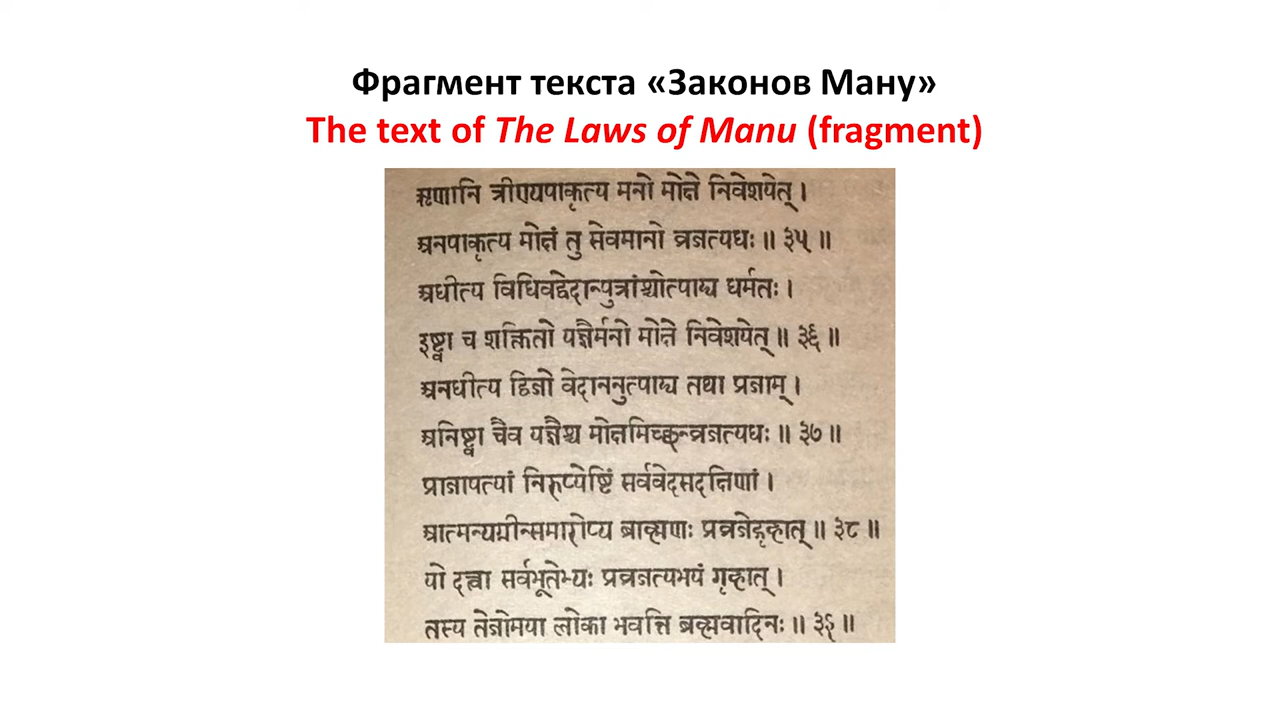 Фрагмент текста «Законов Ману»
The text of The Laws of Manu (fragment)
ऋणानि त्रीण्यपाकृत्य मनो मोक्षे निवेशयेत् ।
अनपाकृत्य मोक्षं तु सेवमानो व्रजत्यधः ॥ ३५ ॥
अधीत्य विधिवद्वेदान्पुत्रांश्चोत्पाद्य धर्मतः ।
इष्ट्वा च शक्तितो यज्ञैर्मनो मोक्षे निवेशयेत् ॥ ३६ ॥
अनधीत्य द्विजो वेदाननुत्पाद्य तथा प्रजाम् ।
अनिष्ट्वा चैव यज्ञैश्च मोक्षमिच्छन्व्रजत्यधः ॥ ३७ ॥
प्राजापत्यां निरुप्येष्टिं सर्ववेदसदक्षिणां ।
आत्मन्यग्नीन्समारोप्य ब्राह्मणः प्रव्रजेद्गृहात् ॥ ३८ ॥
यो दत्त्वा सर्वभूतेभ्यः प्रव्रजत्यभयं गृहात् ।
तस्य तेजोमया लोका भवन्ति ब्रह्मवादिनः ॥ ३९ ॥